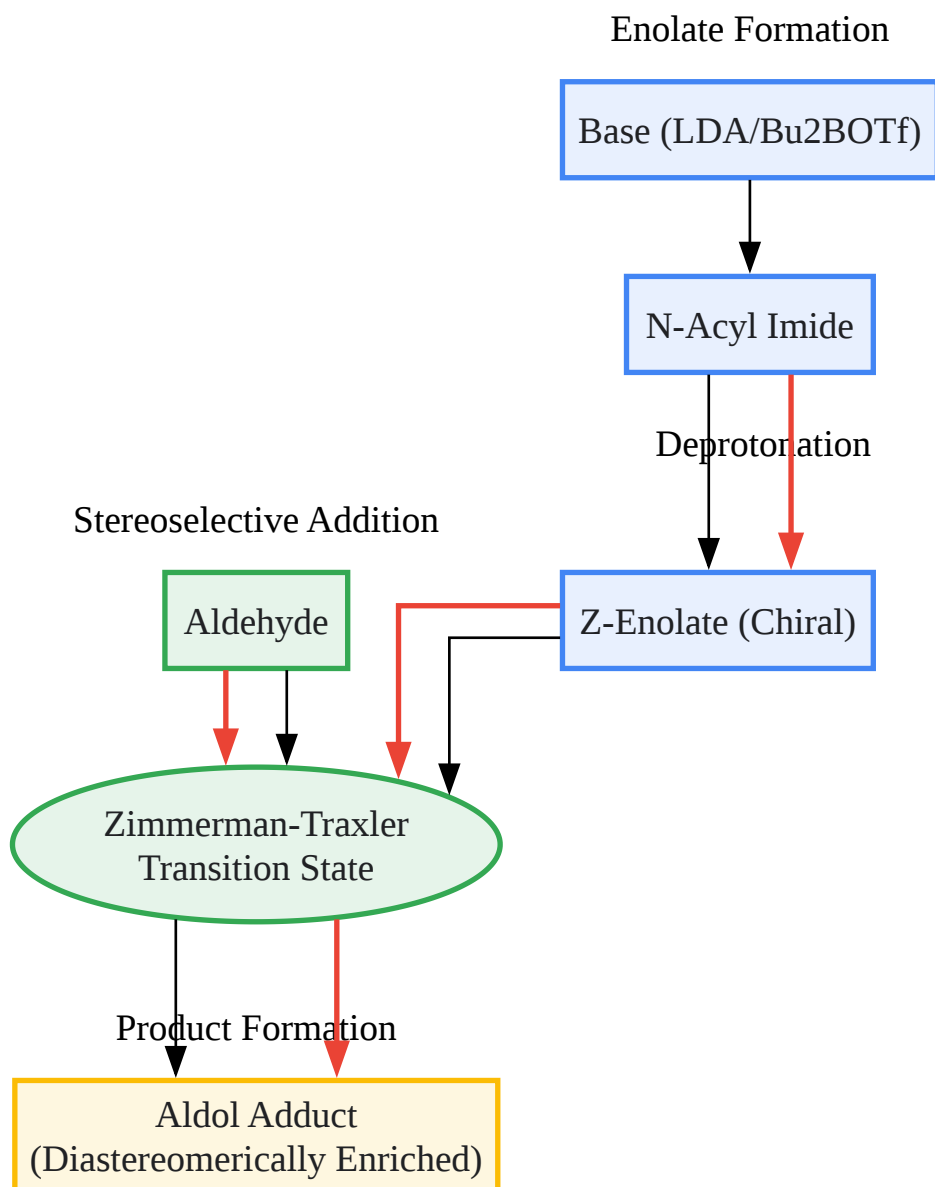 Enolate Formation
Base (LDA/Bu2BOTf)
N-Acyl Imide
Deprotonation
Stereoselective Addition
Aldehyde
Z-Enolate (Chiral)
Zimmerman-Traxler
Transition State
Product Formation
Aldol Adduct
(Diastereomerically Enriched)